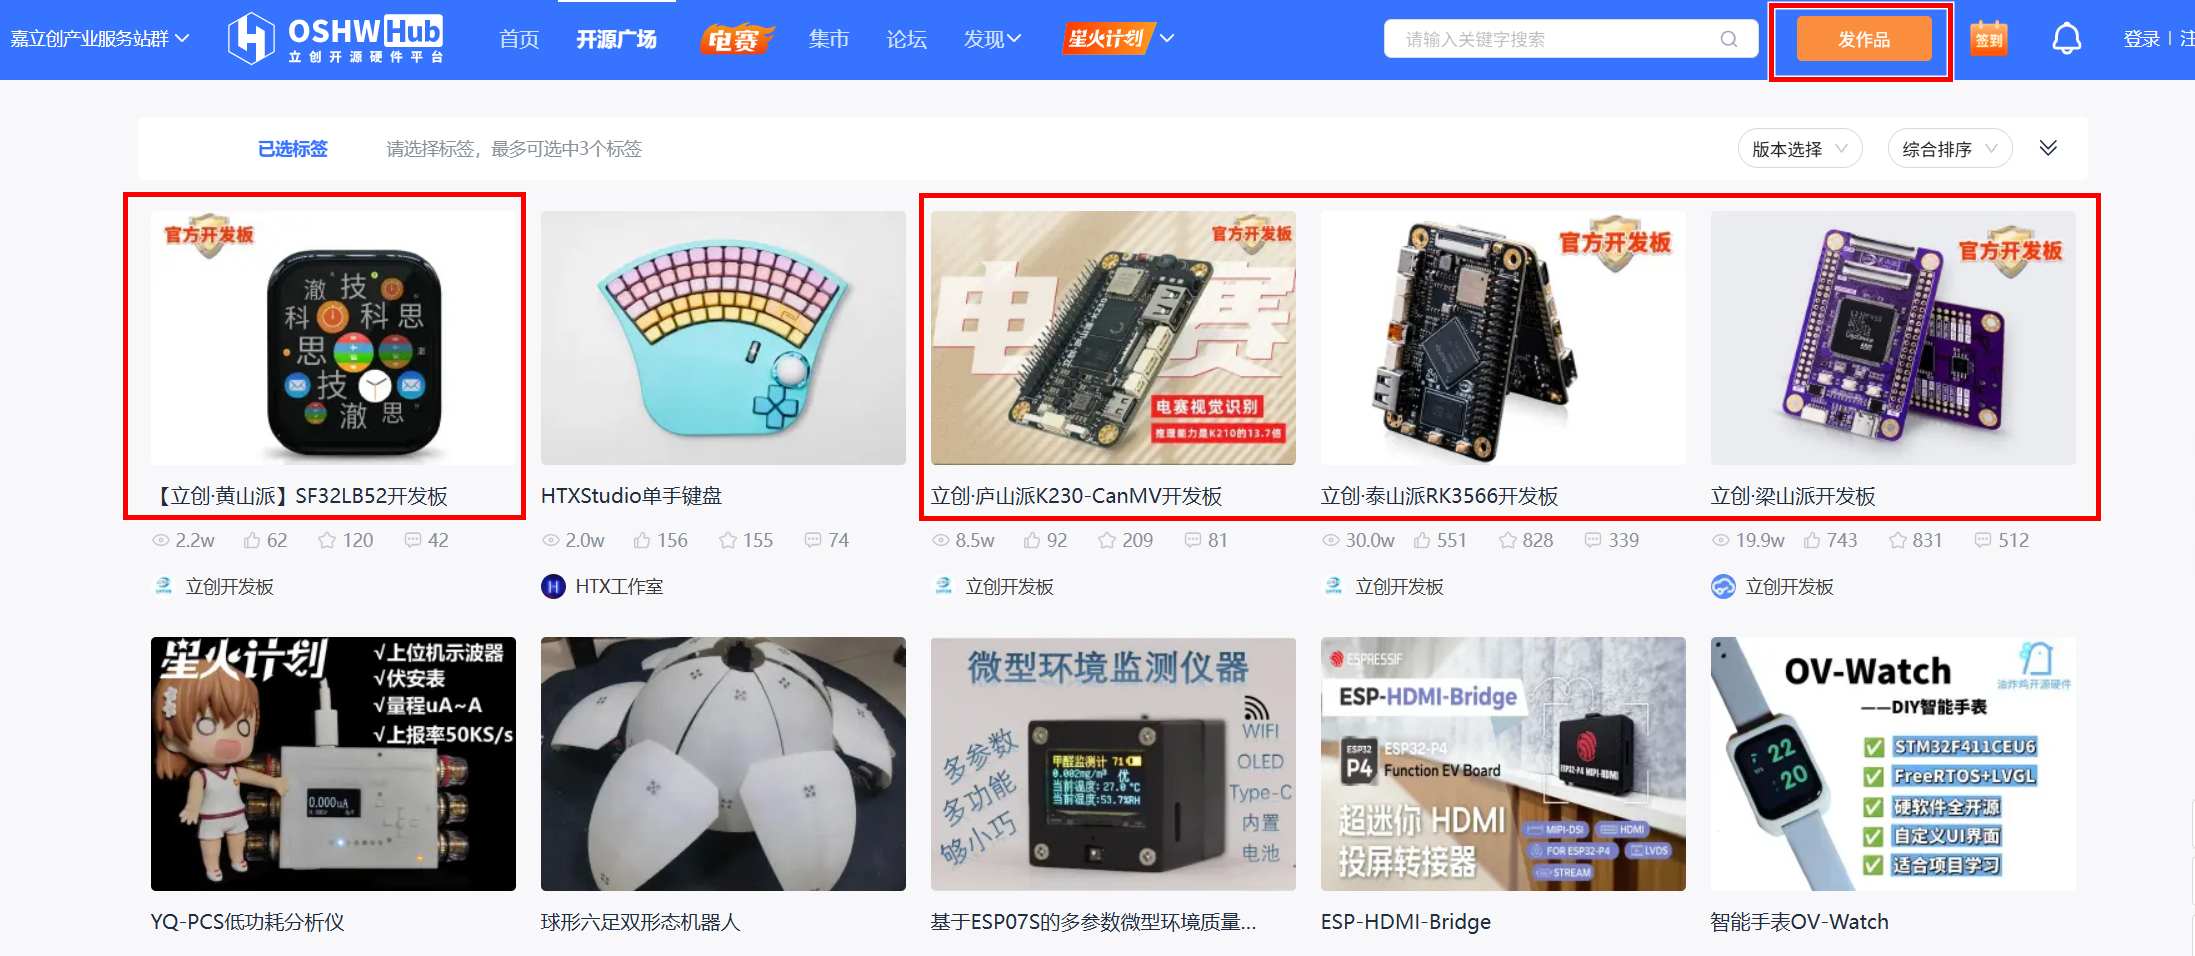 嘉立创产业服务站群
OSHWHub
立创开源硬件平台
首页
开源广场
电赛
集市
论坛
发现
星火计划
请输入关键字搜索
发作品
签到
登录 | 注
已选标签
请选择标签，最多可选中3个标签
版本选择
综合排序
官方开发板
澈 技
科 科 思
思
技
澈 思
【立创·黄山派】SF32LB52开发板
2.2w 62 120 42
立创开发板
HTXStudio单手键盘
2.0w 156 155 74
H HTX工作室
官方开发板
电 赛
立创·庐山派K230
电赛视觉识别
推理能力是K210的13.7倍
立创·庐山派K230-CanMV开发板
8.5w 92 209 81
立创开发板
官方开发板
立创·泰山派RK3566开发板
30.0w 551 828 339
立创开发板
官方开发板
立创·梁山派开发板
19.9w 743 831 512
立创开发板
星火计划
√上位机示波器
√伏安表
√量程uA~A
√上报率50KS/s
0.000uA
YQ-PCS低功耗分析仪
球形六足双形态机器人
微型环境监测仪器
多参数
多功能
够小巧
WIFI
OLED
Type-C
内置
电池
甲醛监测计 71
0.002mg/m³ 优
当前温度:27.0℃
当前湿度:53.7%RH
基于ESP07S的多参数微型环境质量...
ESPRESSIF
ESP-HDMI-Bridge
ESP32
P4
ESP32-P4
Function EV Board
ESP32-P4 MIPI-HDMI
超迷你 HDMI
投屏转接器
MIPI-DSI
HDMI
FOR ESP32-P4
LVDS
STREAM
ESP-HDMI-Bridge
OV-Watch
——DIY智能手表
油炸鸡开源硬件
22
20
STM32F411CEU6
FreeRTOS+LVGL
硬软件全开源
自定义UI界面
适合项目学习
智能手表OV-Watch